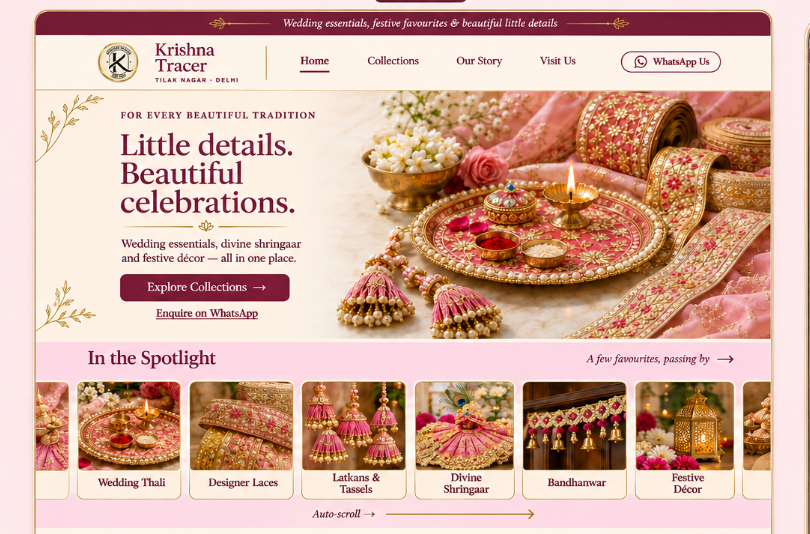 Wedding essentials, festive favourites & beautiful little details
K
Krishna
Tracer
TILAK NAGAR - DELHI
Home
Collections
Our Story
Visit Us
WhatsApp Us
FOR EVERY BEAUTIFUL TRADITION
Little details.
Beautiful
celebrations.
Wedding essentials, divine shringaar
and festive décor — all in one place.
Explore Collections →
Enquire on WhatsApp
In the Spotlight
A few favourites, passing by →
Wedding Thali
Designer Laces
Latkans &
Tassels
Divine
Shringaar
Bandhanwar
Festive
Décor
Auto-scroll →